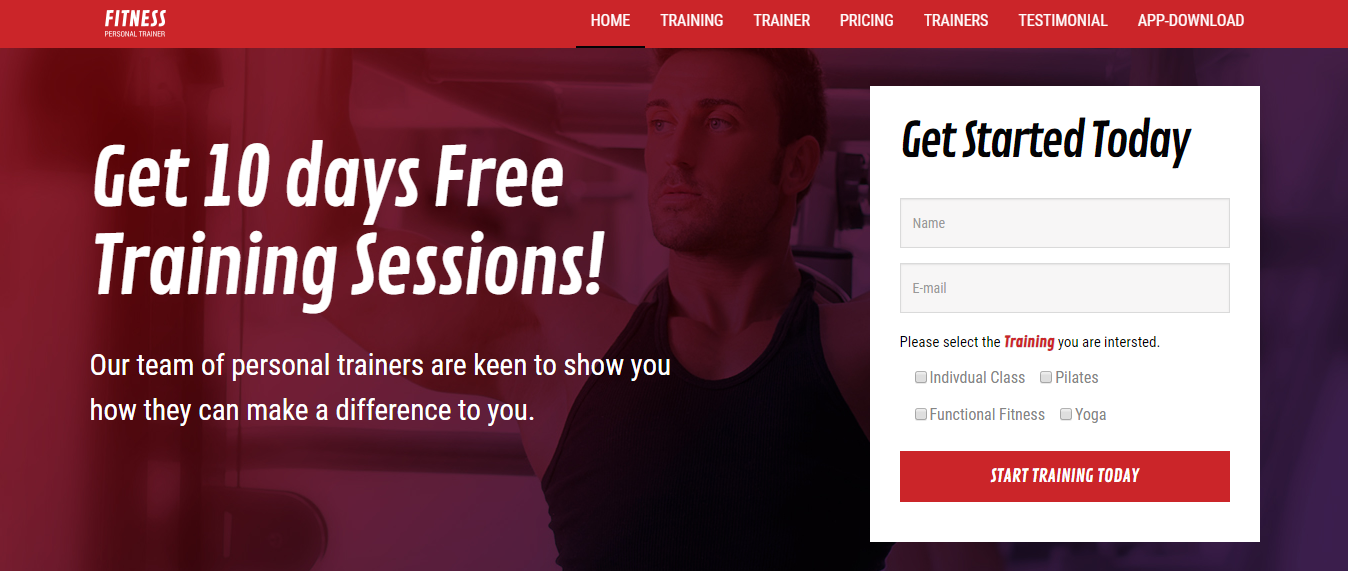 FITNESS
PERSONAL TRAINER
HOME TRAINING TRAINER PRICING TRAINERS TESTIMONIAL APP-DOWNLOAD
Get 10 days Free
Training Sessions!
Our team of personal trainers are keen to show you
how they can make a difference to you.
Get Started Today
Name
E-mail
Please select the Training you are intersted.
Indivdual Class Pilates
Functional Fitness Yoga
START TRAINING TODAY